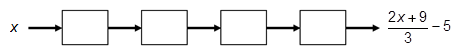 x → □ → □ → □ → □ → (2x + 9)/3 − 5